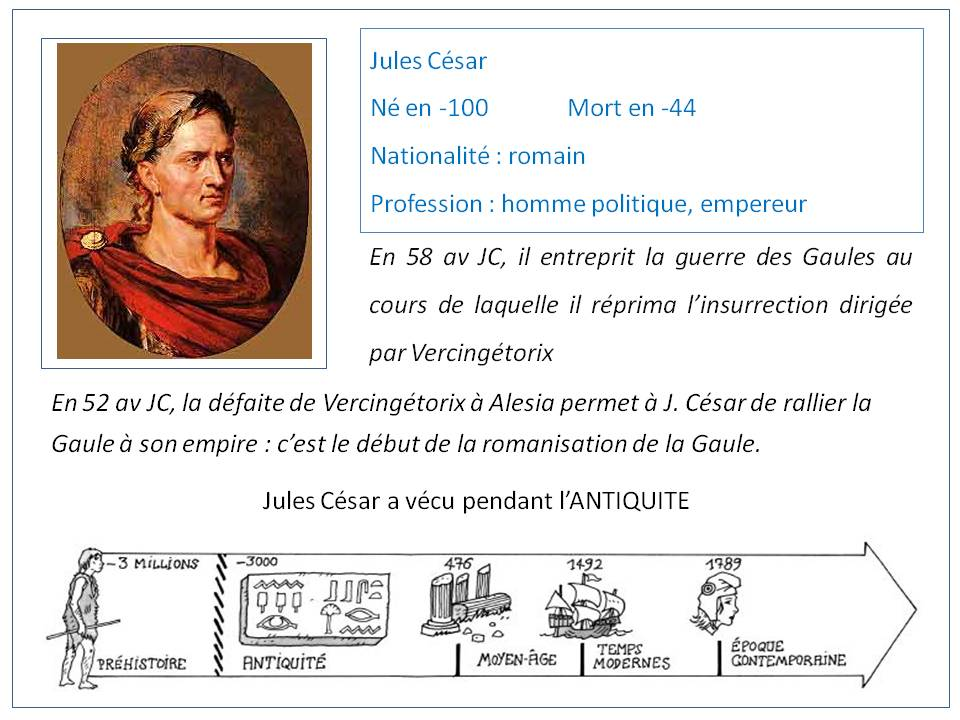 Jules César
Né en -100 Mort en -44
Nationalité : romain
Profession : homme politique, empereur
En 58 av JC, il entreprit la guerre des Gaules au
cours de laquelle il réprima l’insurrection dirigée
par Vercingétorix
En 52 av JC, la défaite de Vercingétorix à Alesia permet à J. César de rallier la
Gaule à son empire : c’est le début de la romanisation de la Gaule.
Jules César a vécu pendant l’ANTIQUITE
-3 MILLIONS -3000 476 1492 1789
PRÉHISTOIRE ANTIQUITÉ MOYEN-ÂGE TEMPS MODERNES ÉPOQUE CONTEMPORAINE